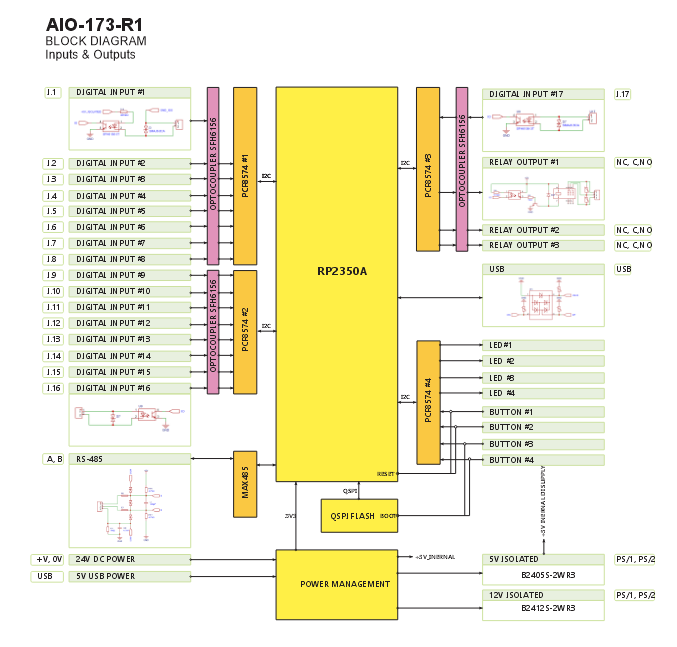 AIO-173-R1
BLOCK DIAGRAM
Inputs & Outputs
J.1
DIGITAL INPUT #1
J.2
DIGITAL INPUT #2
J.3
DIGITAL INPUT #3
J.4
DIGITAL INPUT #4
J.5
DIGITAL INPUT #5
J.6
DIGITAL INPUT #6
J.7
DIGITAL INPUT #7
J.8
DIGITAL INPUT #8
J.9
DIGITAL INPUT #9
J.10
DIGITAL INPUT #10
J.11
DIGITAL INPUT #11
J.12
DIGITAL INPUT #12
J.13
DIGITAL INPUT #13
J.14
DIGITAL INPUT #14
J.15
DIGITAL INPUT #15
J.16
DIGITAL INPUT #16
A, B
RS-485
+V, 0V
24V DC POWER
USB
5V USB POWER
OPTOCOUPLER SFH6156
PCF8574 #1
I2C
OPTOCOUPLER SFH6156
PCF8574 #2
I2C
MAX485
RP2350A
RESET
QSPI
QSPI FLASH
BOOT
3V3
POWER MANAGEMENT
I2C
PCF8574 #3
OPTOCOUPLER SFH6156
I2C
PCF8574 #4
DIGITAL INPUT #17
J.17
RELAY OUTPUT #1
NC, C,NO
RELAY OUTPUT #2
NC, C,NO
RELAY OUTPUT #3
NC, C,NO
USB
USB
LED #1
LED #2
LED #3
LED #4
BUTTON #1
BUTTON #2
BUTTON #3
BUTTON #4
+5V_INERNAL
5V ISOLATED
PS/1, PS/2
B2405S-2WR3
12V ISOLATED
PS/1, PS/2
B2412S-2WR3